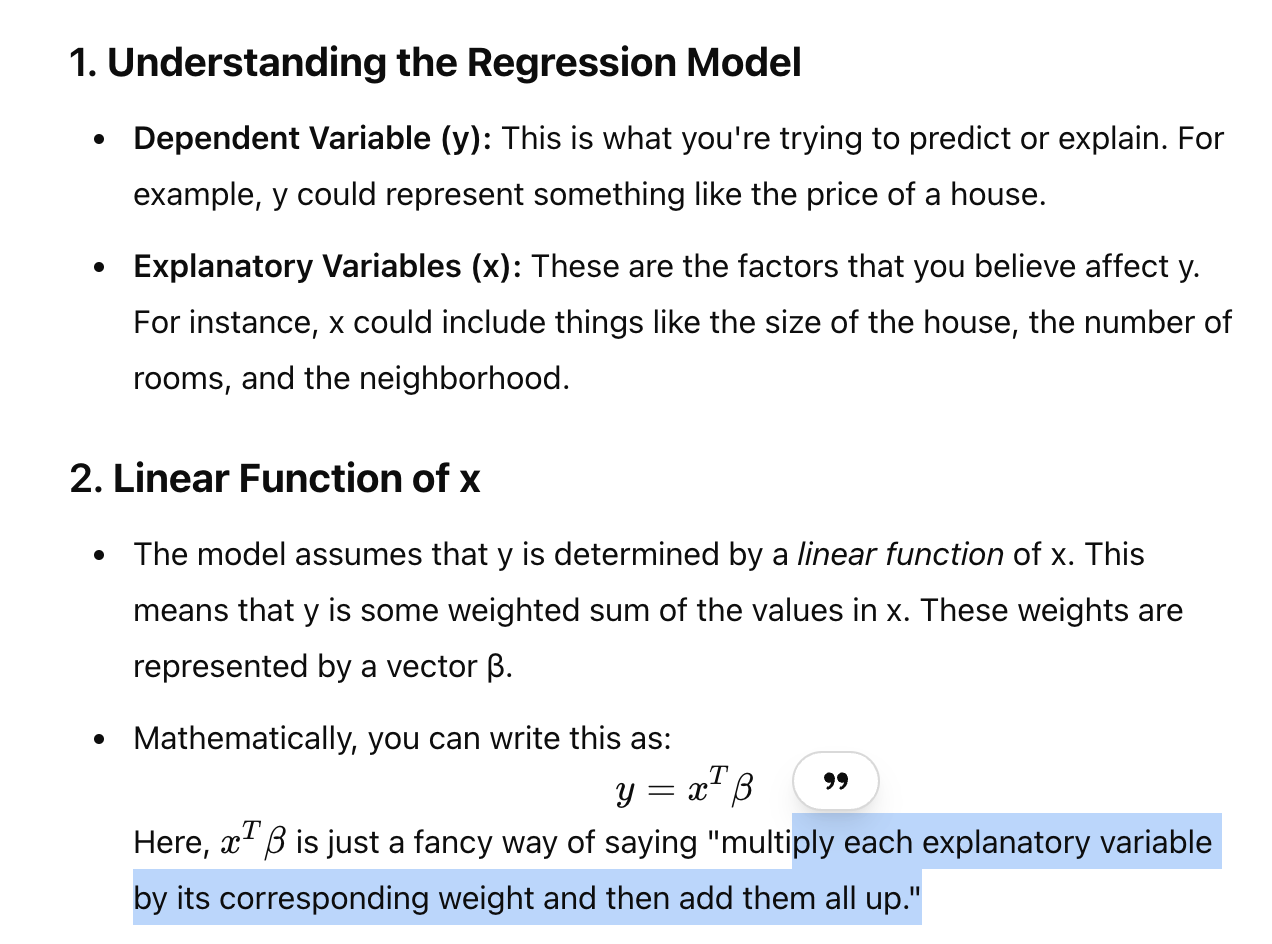 1. Understanding the Regression Model
• Dependent Variable (y): This is what you're trying to predict or explain. For
example, y could represent something like the price of a house.
• Explanatory Variables (x): These are the factors that you believe affect y.
For instance, x could include things like the size of the house, the number of
rooms, and the neighborhood.
2. Linear Function of x
• The model assumes that y is determined by a linear function of x. This
means that y is some weighted sum of the values in x. These weights are
represented by a vector β.
• Mathematically, you can write this as:
y = x^T β
Here, x^T β is just a fancy way of saying "multiply each explanatory variable
by its corresponding weight and then add them all up."